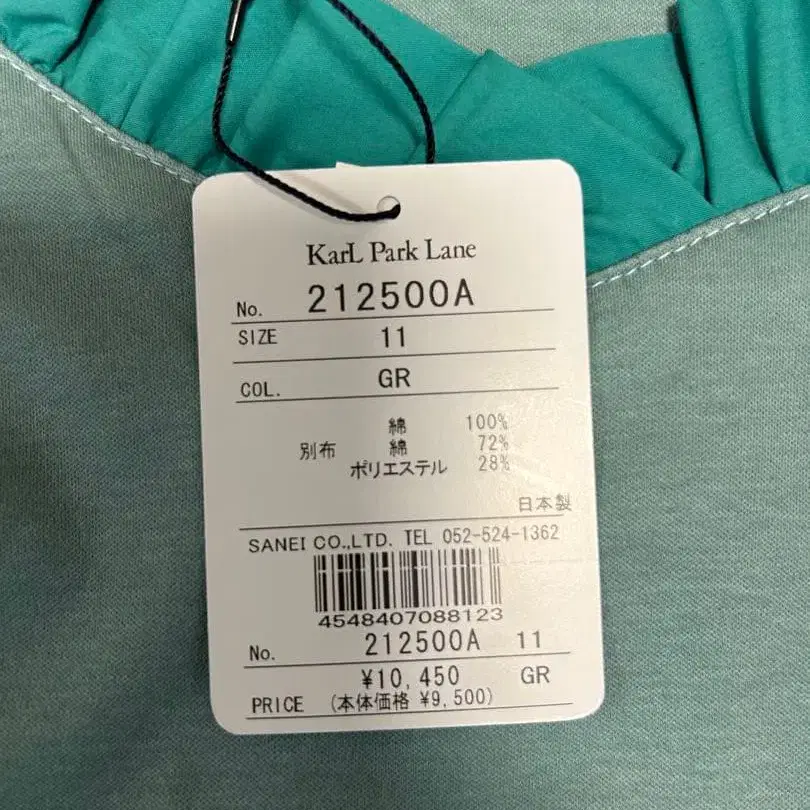 KarL Park Lane
No. 212500A
SIZE 11
COL. GR
綿 100%
別布 綿 72%
ポリエステル 28%
日本製
SANEI CO.,LTD. TEL 052-524-1362
4548407088123
No. 212500A 11
¥10,450 GR
PRICE (本体価格 ¥9,500)